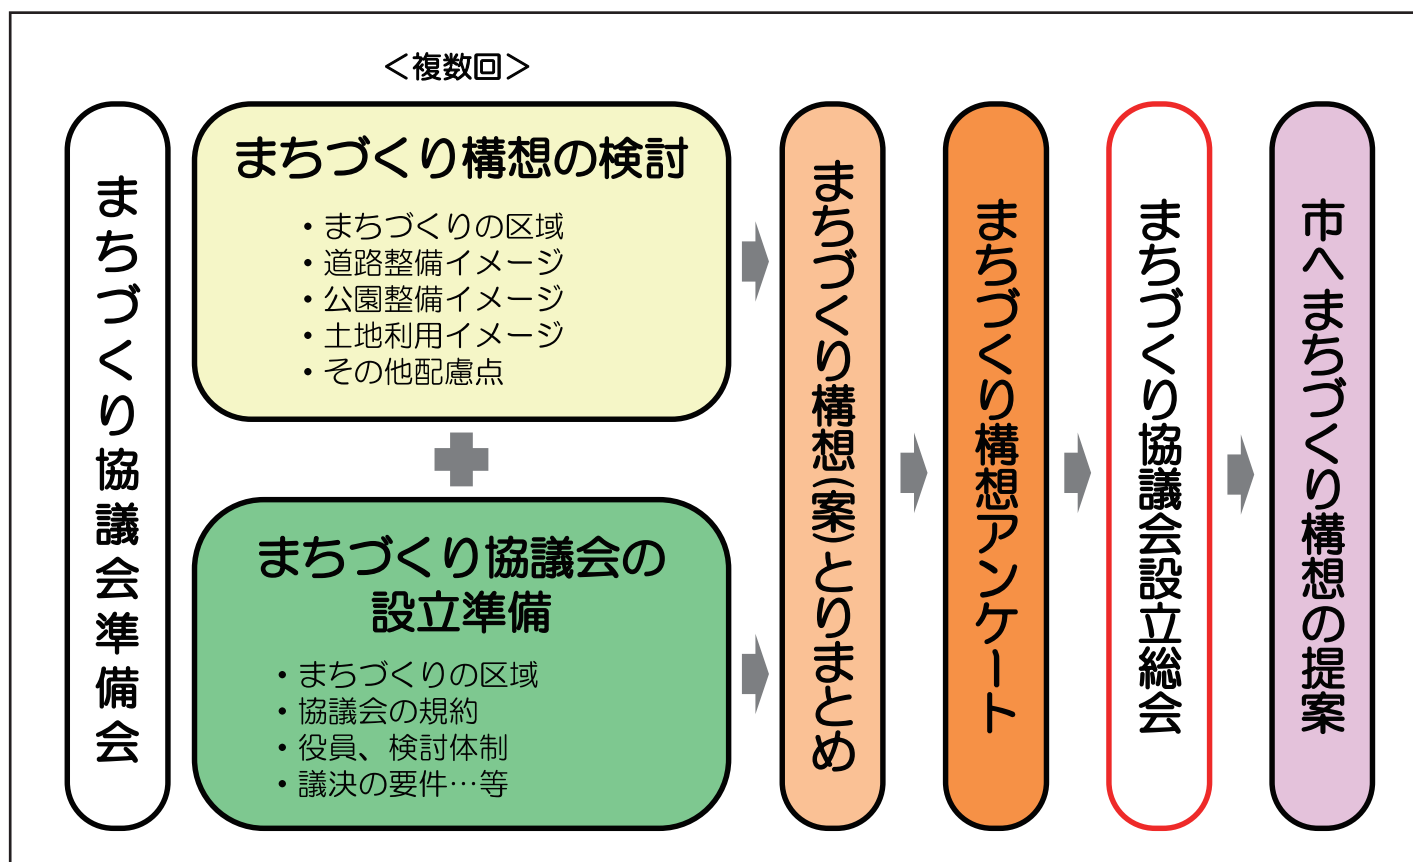 ＜複数回＞
まちづくり協議会準備会
まちづくり構想の検討
・まちづくりの区域
・道路整備イメージ
・公園整備イメージ
・土地利用イメージ
・その他配慮点
まちづくり協議会の
設立準備
・まちづくりの区域
・協議会の規約
・役員、検討体制
・議決の要件…等
まちづくり構想（案）とりまとめ
まちづくり構想アンケート
まちづくり協議会設立総会
市へまちづくり構想の提案